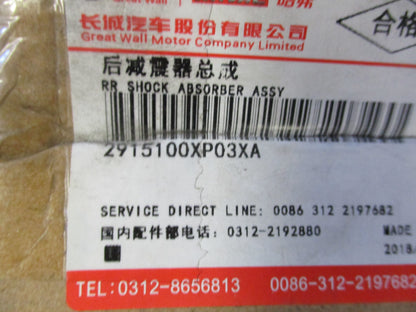 长城汽车股份有限公司
Great Wall Motor Company Limited
合格
后减震器总成
RR SHOCK ABSORBER ASSY
2915100XP03XA
SERVICE DIRECT LINE: 0086 312 2197682
国内配件部电话: 0312-2192880 MADE
TEL:0312-8656813 0086-312-2197682